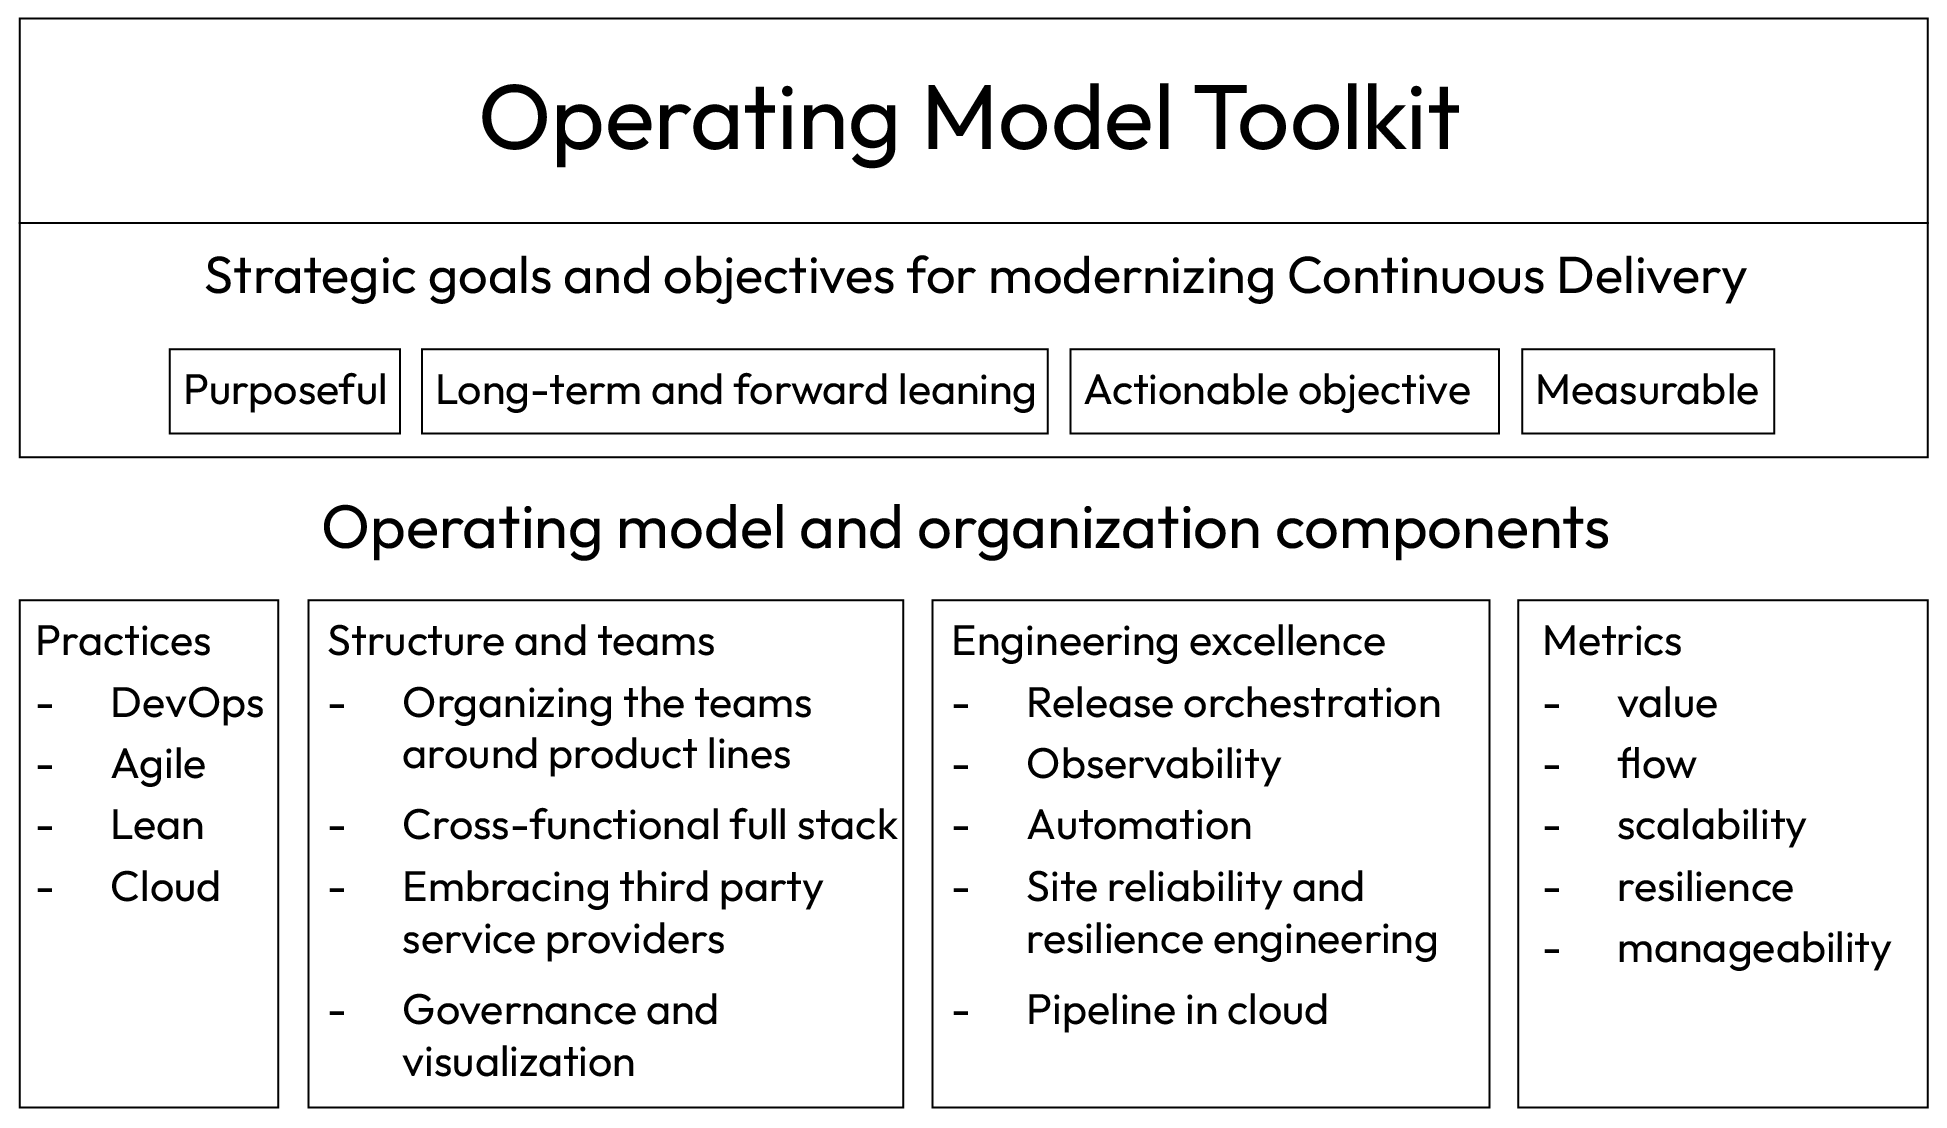 Operating Model Toolkit
Strategic goals and objectives for modernizing Continuous Delivery
Purposeful
Long-term and forward leaning
Actionable objective
Measurable
Operating model and organization components
Practices
- DevOps
- Agile
- Lean
- Cloud
Structure and teams
- Organizing the teams
around product lines
- Cross-functional full stack
- Embracing third party
service providers
- Governance and
visualization
Engineering excellence
- Release orchestration
- Observability
- Automation
- Site reliability and
resilience engineering
- Pipeline in cloud
Metrics
- value
- flow
- scalability
- resilience
- manageability